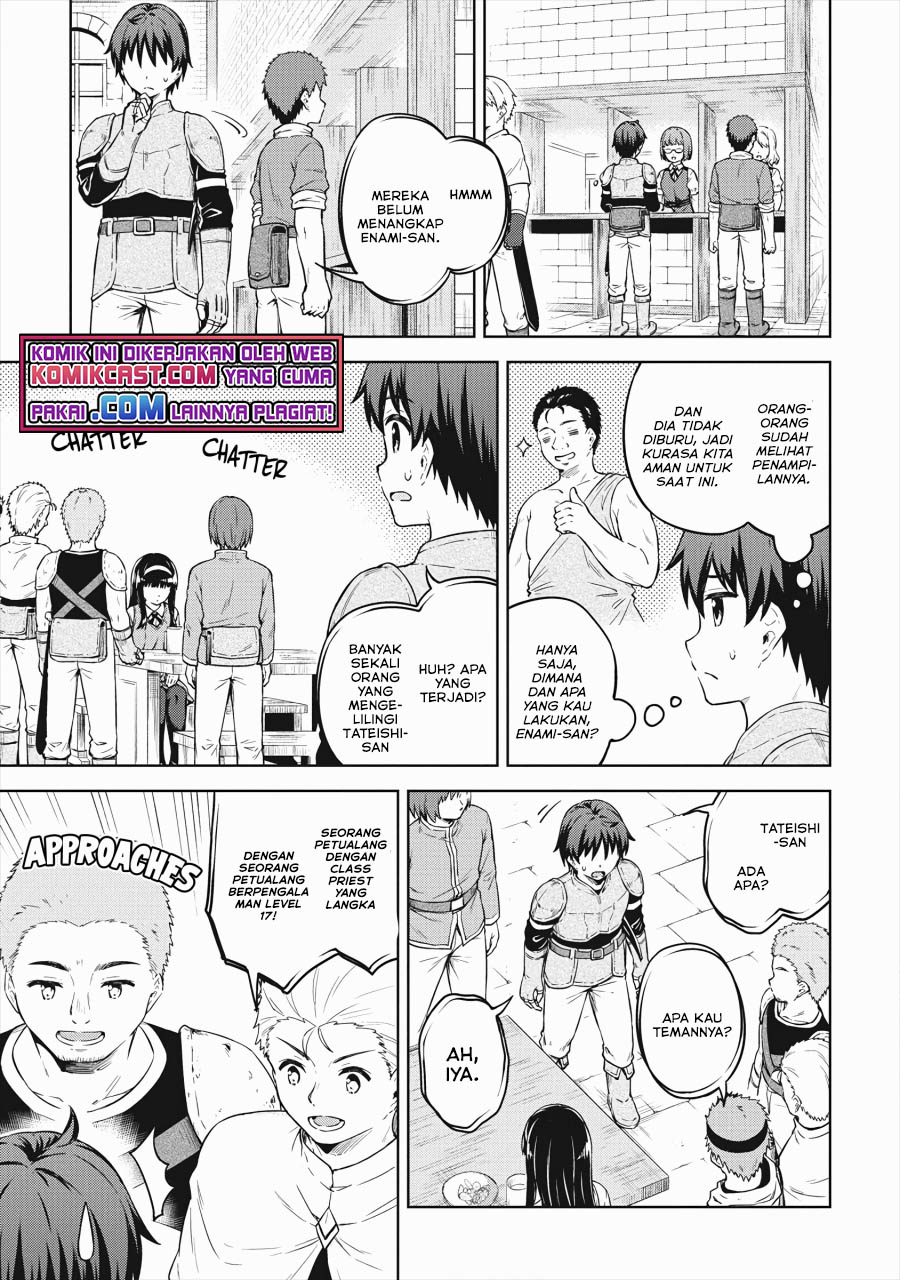 HMMM
MEREKA
BELUM
MENANGKAP
ENAMI-SAN.
KOMIK INI DIKERJAKAN OLEH WEB
KOMIKCAST.COM YANG CUMA
PAKAI .COM LAINNYA PLAGIAT!
ORANG-
ORANG
SUDAH
MELIHAT
PENAMPI-
LANNYA.
DAN
DIA TIDAK
DIBURU, JADI
KURASA KITA
AMAN UNTUK
SAAT INI.
HANYA
SAJA,
DIMANA
DAN APA
YANG KAU
LAKUKAN,
ENAMI-SAN?
CHATTER
CHATTER
HUH? APA
YANG
TERJADI?
BANYAK
SEKALI
ORANG
YANG
MENGE-
LILINGI
TATEISHI-
SAN
TATEISHI
-SAN
ADA
APA?
APA KAU
TEMANNYA?
AH,
IYA.
SEORANG
PETUALANG
DENGAN
CLASS
PRIEST
YANG
LANGKA
DENGAN
SEORANG
PETUALANG
BERPENGALA
MAN LEVEL
17!
APPROACHES